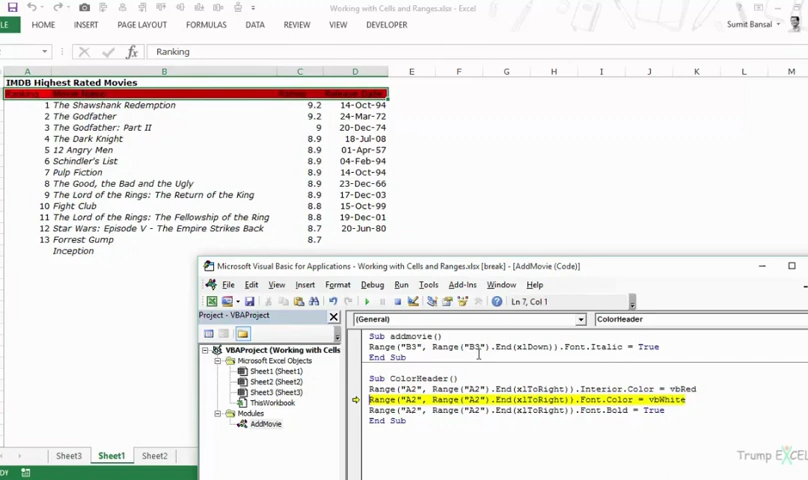 Working with Cells and Ranges.xlsx - Excel
HOME INSERT PAGE LAYOUT FORMULAS DATA REVIEW VIEW DEVELOPER
Sumit Bansal
fx Ranking
A B C D E F G H I J K L M
IMDB Highest Rated Movies
Ranking Movie Name Rating Release Date
1 The Shawshank Redemption 9.2 14-Oct-94
2 The Godfather 9.2 24-Mar-72
3 The Godfather: Part II 9 20-Dec-74
4 The Dark Knight 8.9 18-Jul-08
5 12 Angry Men 8.9 01-Apr-57
6 Schindler's List 8.9 04-Feb-94
7 Pulp Fiction 8.9 14-Oct-94
8 The Good, the Bad and the Ugly 8.9 23-Dec-66
9 The Lord of the Rings: The Return of the King 8.9 17-Dec-03
10 Fight Club 8.8 15-Oct-99
11 The Lord of the Rings: The Fellowship of the Ring 8.8 19-Dec-01
12 Star Wars: Episode V - The Empire Strikes Back 8.7 20-Jun-80
13 Forrest Gump 8.7
Inception
Microsoft Visual Basic for Applications - Working with Cells and Ranges.xlsx [break] - [AddMovie (Code)]
File Edit View Insert Format Debug Run Tools Add-Ins Window Help
Ln 7, Col 1
Project - VBAProject
(General) ColorHeader
VBAProject (Working with Cells
Microsoft Excel Objects
Sheet1 (Sheet1)
Sheet2 (Sheet2)
Sheet3 (Sheet3)
ThisWorkbook
Modules
AddMovie
Sub addmovie()
Range("B3", Range("B3").End(xlDown)).Font.Italic = True
End Sub
Sub ColorHeader()
Range("A2", Range("A2").End(xlToRight)).Interior.Color = vbRed
Range("A2", Range("A2").End(xlToRight)).Font.Color = vbWhite
Range("A2", Range("A2").End(xlToRight)).Font.Bold = True
End Sub
Sheet3 Sheet1 Sheet2
Trump EXCEL